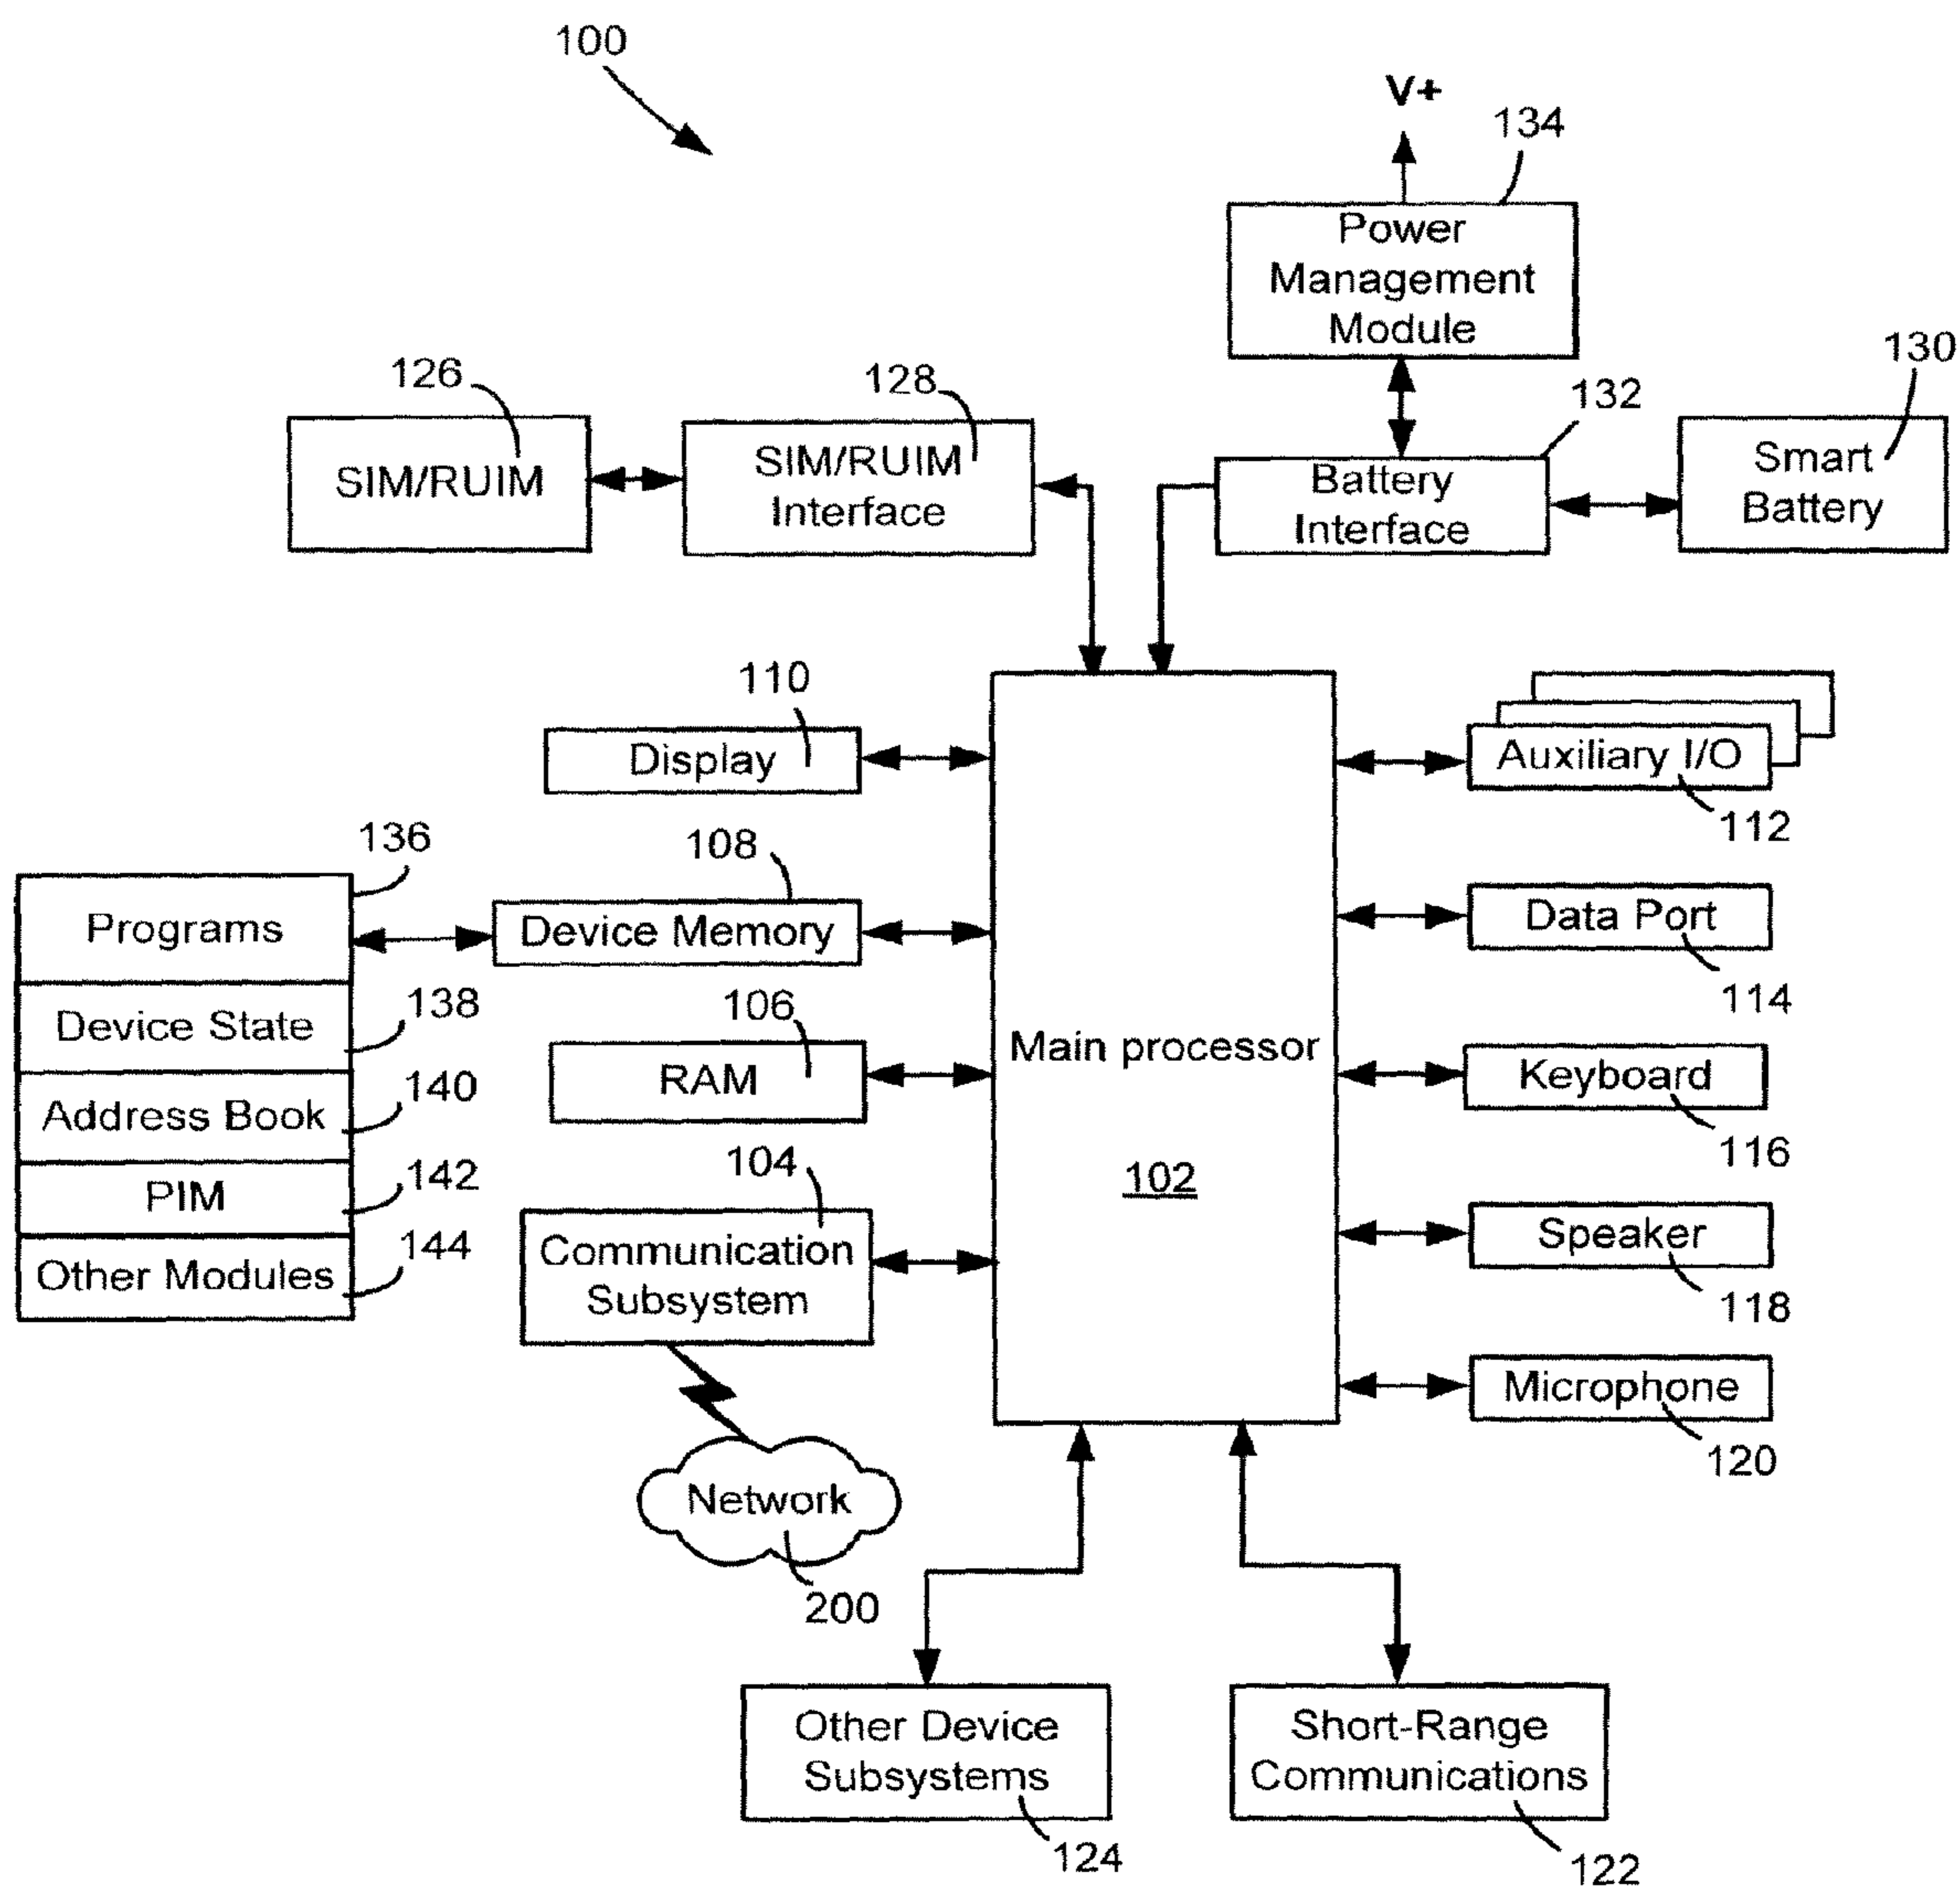 100
V+
134
Power
Management
Module
130
126
128
132
SIM/RUIM
SIM/RUIM
Interface
Battery
Interface
Smart
Battery
110
Display
Auxiliary I/O
112
136
108
Programs
Device Memory
Data Port
114
138
106
Device State
RAM
Main processor
102
Keyboard
116
140
Address Book
104
142
PIM
Communication
Subsystem
Speaker
118
144
Other Modules
Microphone
120
Network
200
Other Device
Subsystems
124
Short-Range
Communications
122